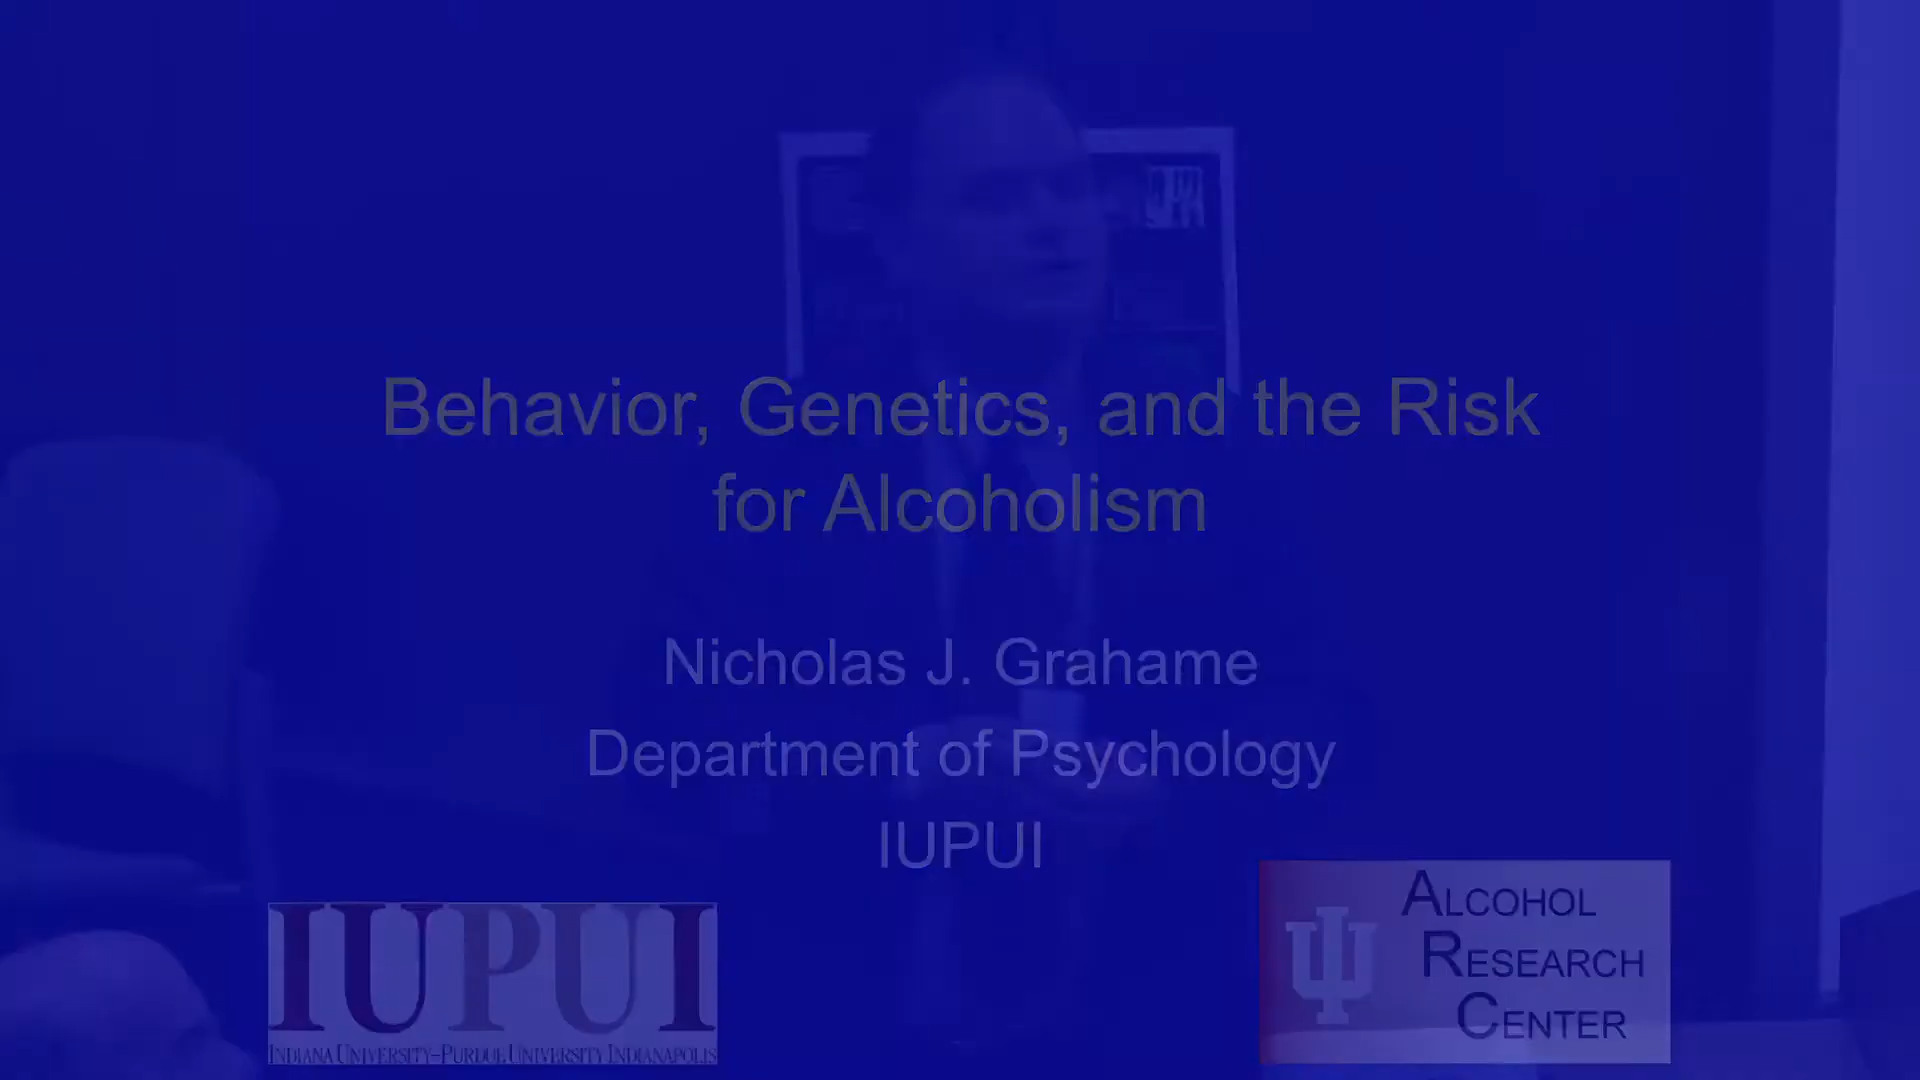 IUPUI
Behavior, Genetics, and the Risk
for Alcoholism
Nicholas J. Grahame
Department of Psychology
IUPUI
IUPUI
INDIANA UNIVERSITY–PURDUE UNIVERSITY INDIANAPOLIS
ALCOHOL
RESEARCH
CENTER